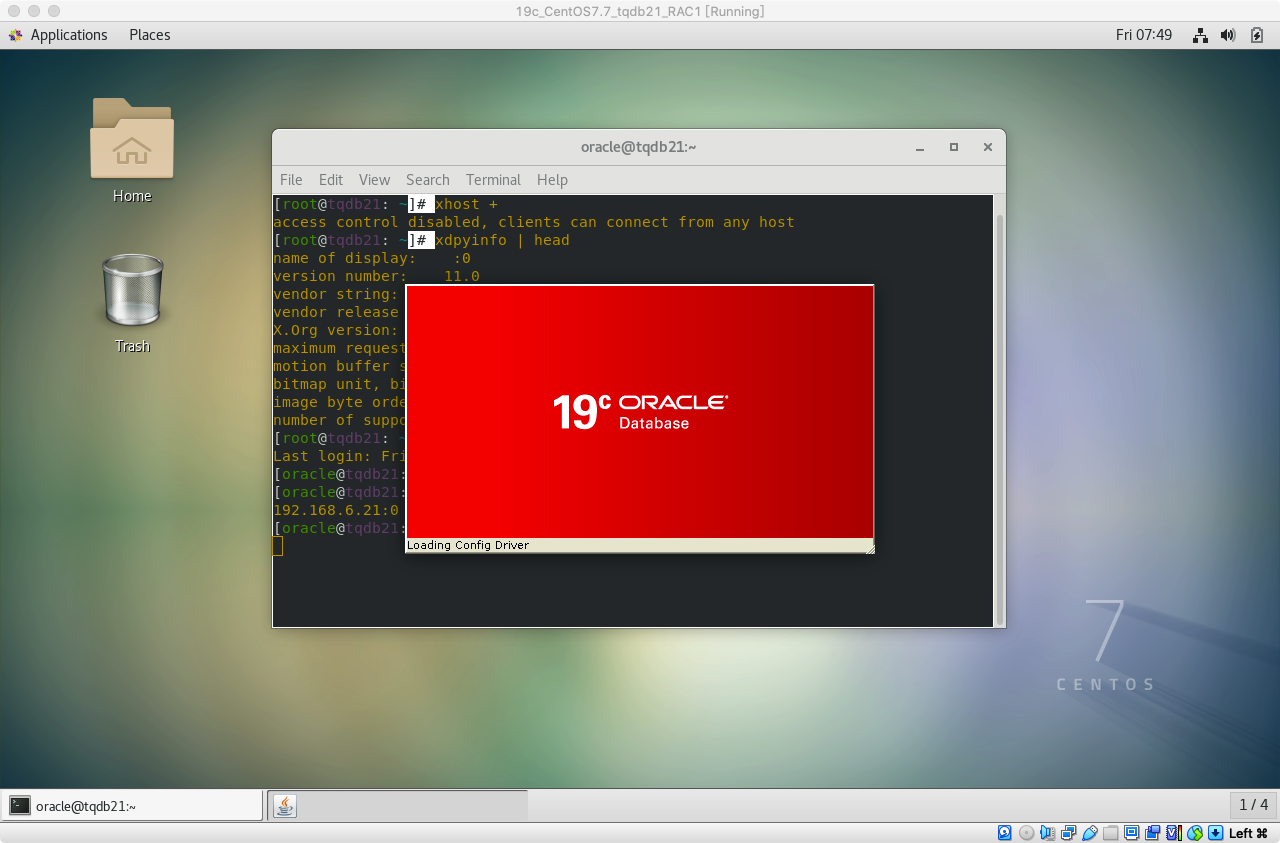 19c_CentOS7.7_tqdb21_RAC1 [Running]
Applications Places Fri 07:49
Home
Trash
oracle@tqdb21:~
File Edit View Search Terminal Help
[root@tqdb21: ~]# xhost +
access control disabled, clients can connect from any host
[root@tqdb21: ~]# xdpyinfo | head
name of display: :0
version number: 11.0
vendor string:
vendor release
X.Org version:
maximum request
motion buffer s
bitmap unit, bi
image byte orde
number of suppo
[root@tqdb21: ~
Last login: Fri
[oracle@tqdb21:
[oracle@tqdb21:
192.168.6.21:0
[oracle@tqdb21:
19c ORACLE
Database
Loading Config Driver
7
CENTOS
oracle@tqdb21:~
1 / 4
Left ⌘